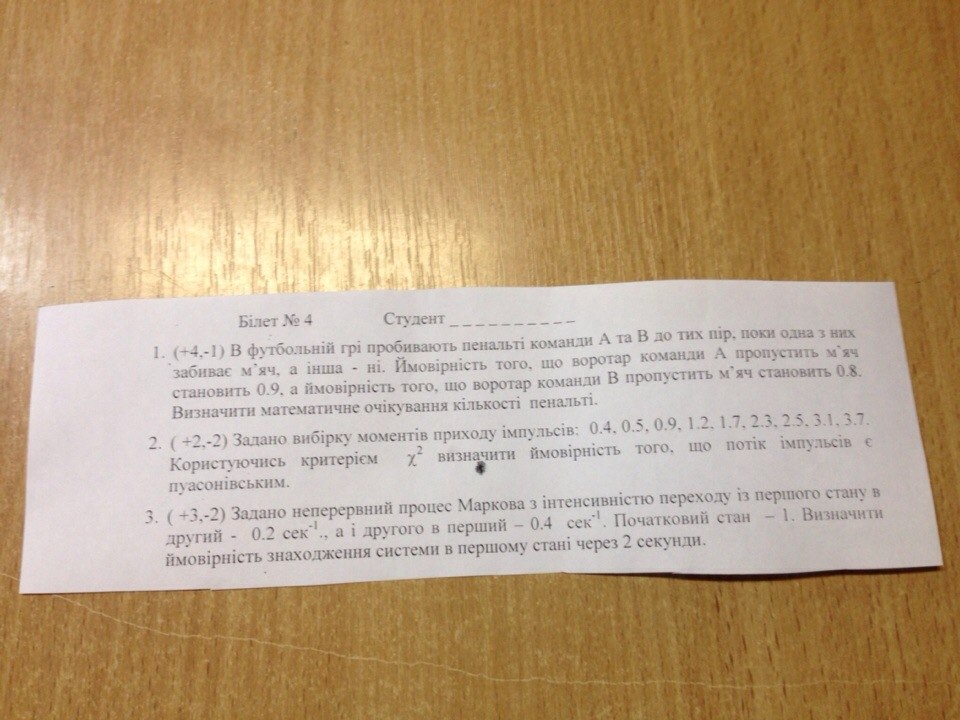 Білет № 4 Студент _ _ _ _ _ _ _ _ _ _
1. (+4,-1) В футбольній грі пробивають пенальті команди А та В до тих пір, поки одна з них
забиває м'яч, а інша - ні. Ймовірність того, що воротар команди А пропустить м'яч
становить 0.9, а ймовірність того, що воротар команди В пропустить м'яч становить 0.8.
Визначити математичне очікування кількості пенальті.
2. ( +2,-2) Задано вибірку моментів приходу імпульсів: 0.4, 0.5, 0.9, 1.2, 1.7, 2.3, 2.5, 3.1, 3.7.
Користуючись критерієм χ² визначити ймовірність того, що потік імпульсів є
пуасонівським.
3. ( +3,-2) Задано неперервний процес Маркова з інтенсивністю переходу із першого стану в
другий - 0.2 сек⁻¹., а і другого в перший – 0.4 сек⁻¹. Початковий стан – 1. Визначити
ймовірність знаходження системи в першому стані через 2 секунди.